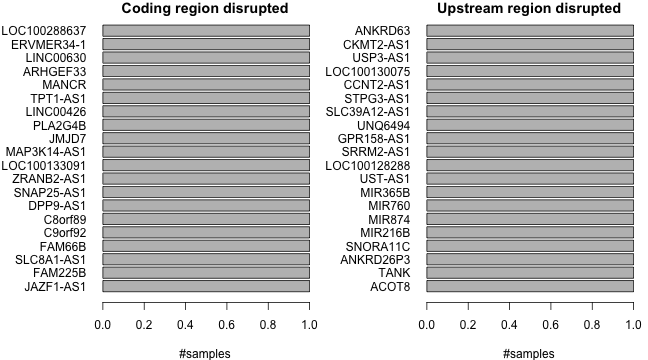 Coding region disrupted
LOC100288637
ERVMER34-1
LINC00630
ARHGEF33
MANCR
TPT1-AS1
LINC00426
PLA2G4B
JMJD7
MAP3K14-AS1
LOC100133091
ZRANB2-AS1
SNAP25-AS1
DPP9-AS1
C8orf89
C9orf92
FAM66B
SLC8A1-AS1
FAM225B
JAZF1-AS1
0.0 0.2 0.4 0.6 0.8 1.0
#samples
Upstream region disrupted
ANKRD63
CKMT2-AS1
USP3-AS1
LOC100130075
CCNT2-AS1
STPG3-AS1
SLC39A12-AS1
UNQ6494
GPR158-AS1
SRRM2-AS1
LOC100128288
UST-AS1
MIR365B
MIR760
MIR874
MIR216B
SNORA11C
ANKRD26P3
TANK
ACOT8
0.0 0.2 0.4 0.6 0.8 1.0
#samples